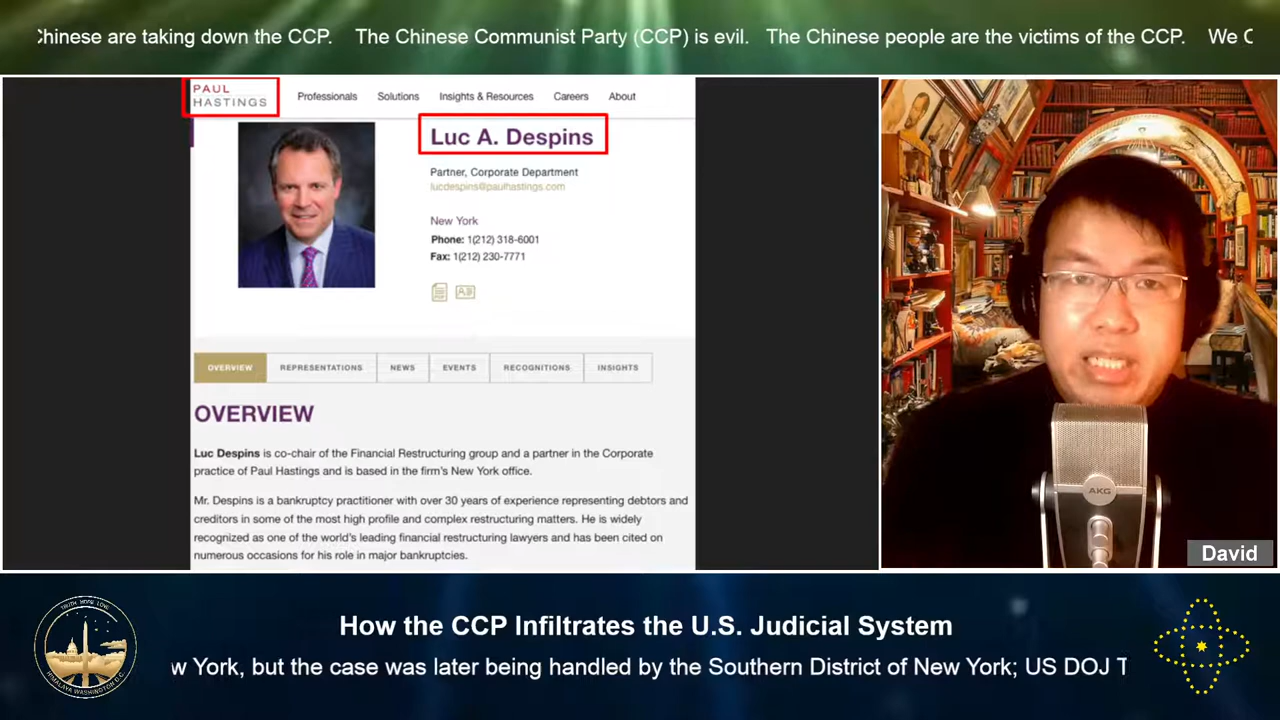 Chinese are taking down the CCP. The Chinese Communist Party (CCP) is evil. The Chinese people are the victims of the CCP. We
PAUL
HASTINGS
Professionals Solutions Insights & Resources Careers About
Luc A. Despins
Partner, Corporate Department
lucdespins@paulhastings.com
New York
Phone: 1(212) 318-6001
Fax: 1(212) 230-7771
OVERVIEW REPRESENTATIONS NEWS EVENTS RECOGNITIONS INSIGHTS
OVERVIEW
Luc Despins is co-chair of the Financial Restructuring group and a partner in the Corporate
practice of Paul Hastings and is based in the firm's New York office.
Mr. Despins is a bankruptcy practitioner with over 30 years of experience representing debtors and
creditors in some of the most high profile and complex restructuring matters. He is widely
recognized as one of the world's leading financial restructuring lawyers and has been cited on
numerous occasions for his role in major bankruptcies.
AKG
David
TRUTH HOPE LOVE
HIMALAYA WASHINGTON D.C.
How the CCP Infiltrates the U.S. Judicial System
w York, but the case was later being handled by the Southern District of New York; US DOJ T